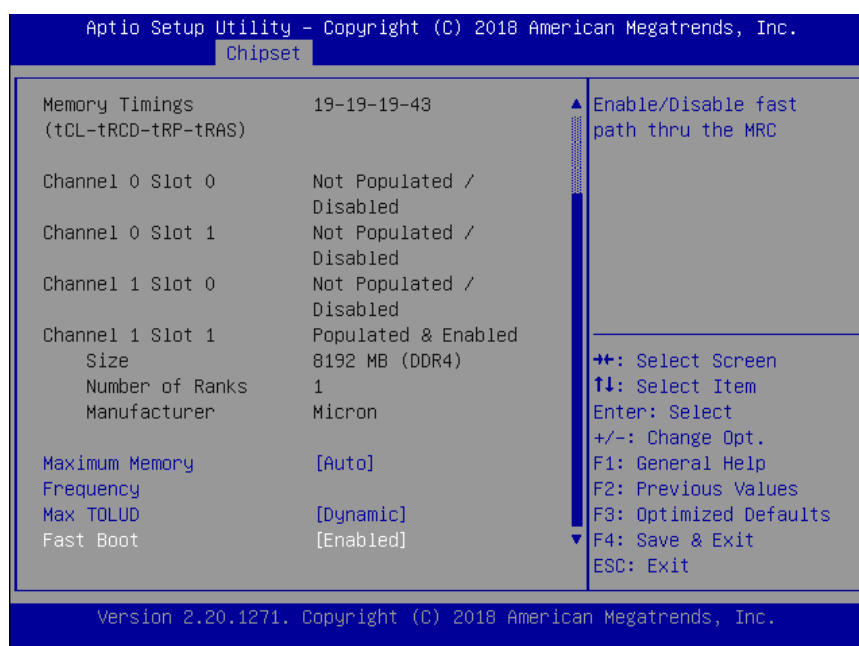 Aptio Setup Utility – Copyright (C) 2018 American Megatrends, Inc.
Chipset
Memory Timings 19-19-19-43
(tCL-tRCD-tRP-tRAS)
Channel 0 Slot 0 Not Populated /
Disabled
Channel 0 Slot 1 Not Populated /
Disabled
Channel 1 Slot 0 Not Populated /
Disabled
Channel 1 Slot 1 Populated & Enabled
Size 8192 MB (DDR4)
Number of Ranks 1
Manufacturer Micron
Maximum Memory [Auto]
Frequency
Max TOLUD [Dynamic]
Fast Boot [Enabled]
Enable/Disable fast
path thru the MRC
→←: Select Screen
↑↓: Select Item
Enter: Select
+/-: Change Opt.
F1: General Help
F2: Previous Values
F3: Optimized Defaults
F4: Save & Exit
ESC: Exit
Version 2.20.1271. Copyright (C) 2018 American Megatrends, Inc.